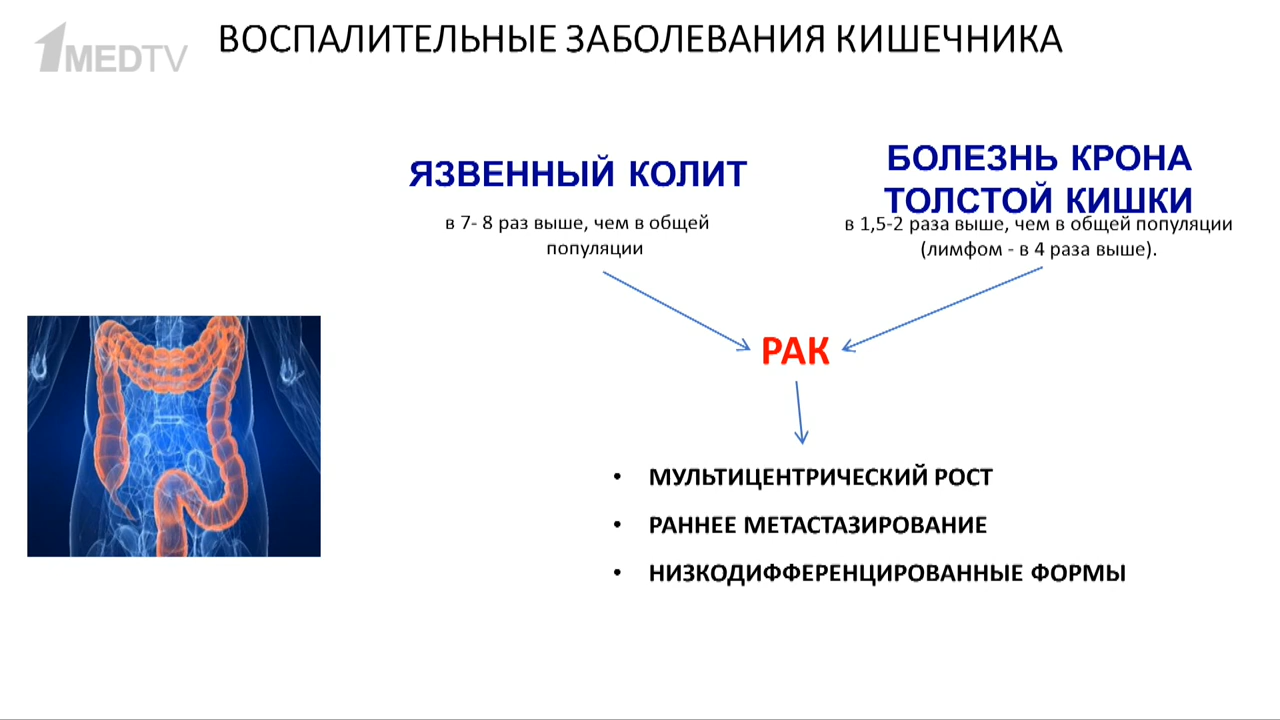 1MEDTV
ВОСПАЛИТЕЛЬНЫЕ ЗАБОЛЕВАНИЯ КИШЕЧНИКА
ЯЗВЕННЫЙ КОЛИТ
в 7- 8 раз выше, чем в общей
популяции
БОЛЕЗНЬ КРОНА
ТОЛСТОЙ КИШКИ
в 1,5-2 раза выше, чем в общей популяции
(лимфом - в 4 раза выше).
РАК
• МУЛЬТИЦЕНТРИЧЕСКИЙ РОСТ
• РАННЕЕ МЕТАСТАЗИРОВАНИЕ
• НИЗКОДИФФЕРЕНЦИРОВАННЫЕ ФОРМЫ